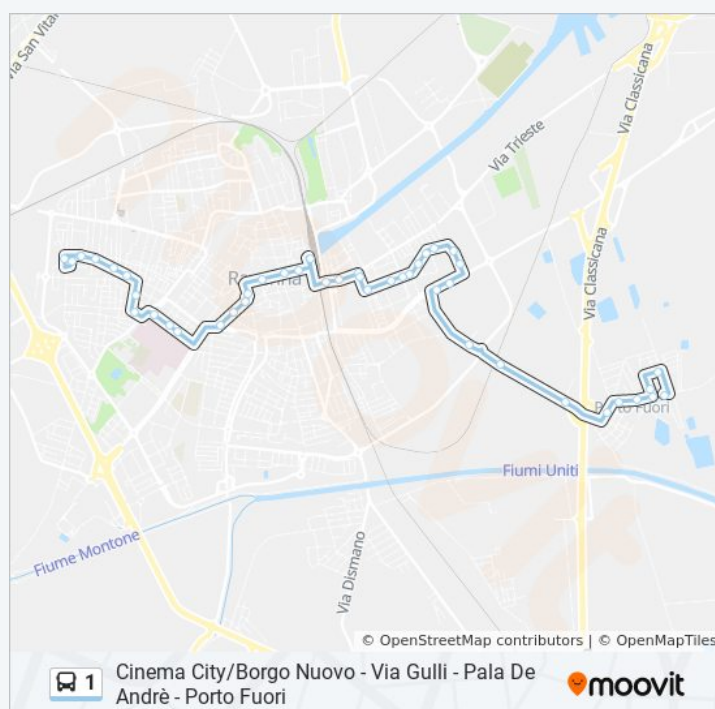 Via San Vital
Via Classicana
Via Trieste
Ravenna
Via Classicana
Porto Fuori
Fiumi Uniti
Fiume Montone
Via Dismano
© OpenStreetMap contributors | © OpenMapTiles
1
Cinema City/Borgo Nuovo - Via Gulli - Pala De
Andrè - Porto Fuori
moovit